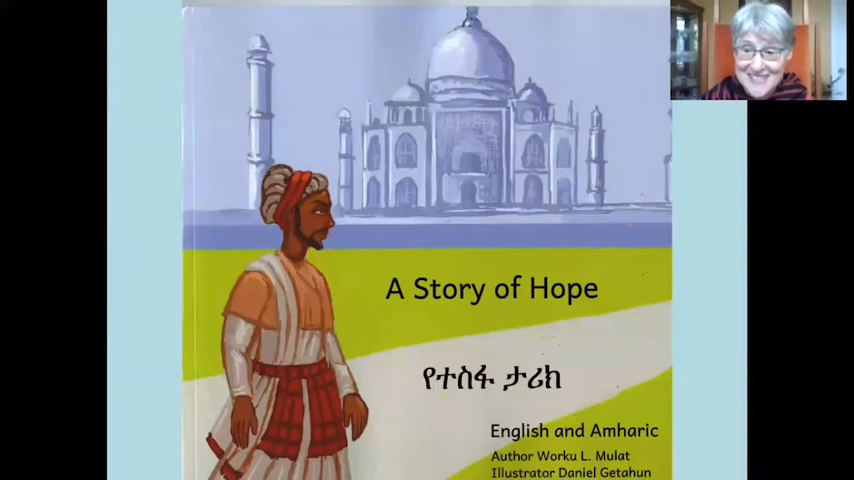 A Story of Hope
የተስፋ ታሪክ
English and Amharic
Author Worku L. Mulat
Illustrator Daniel Getahun